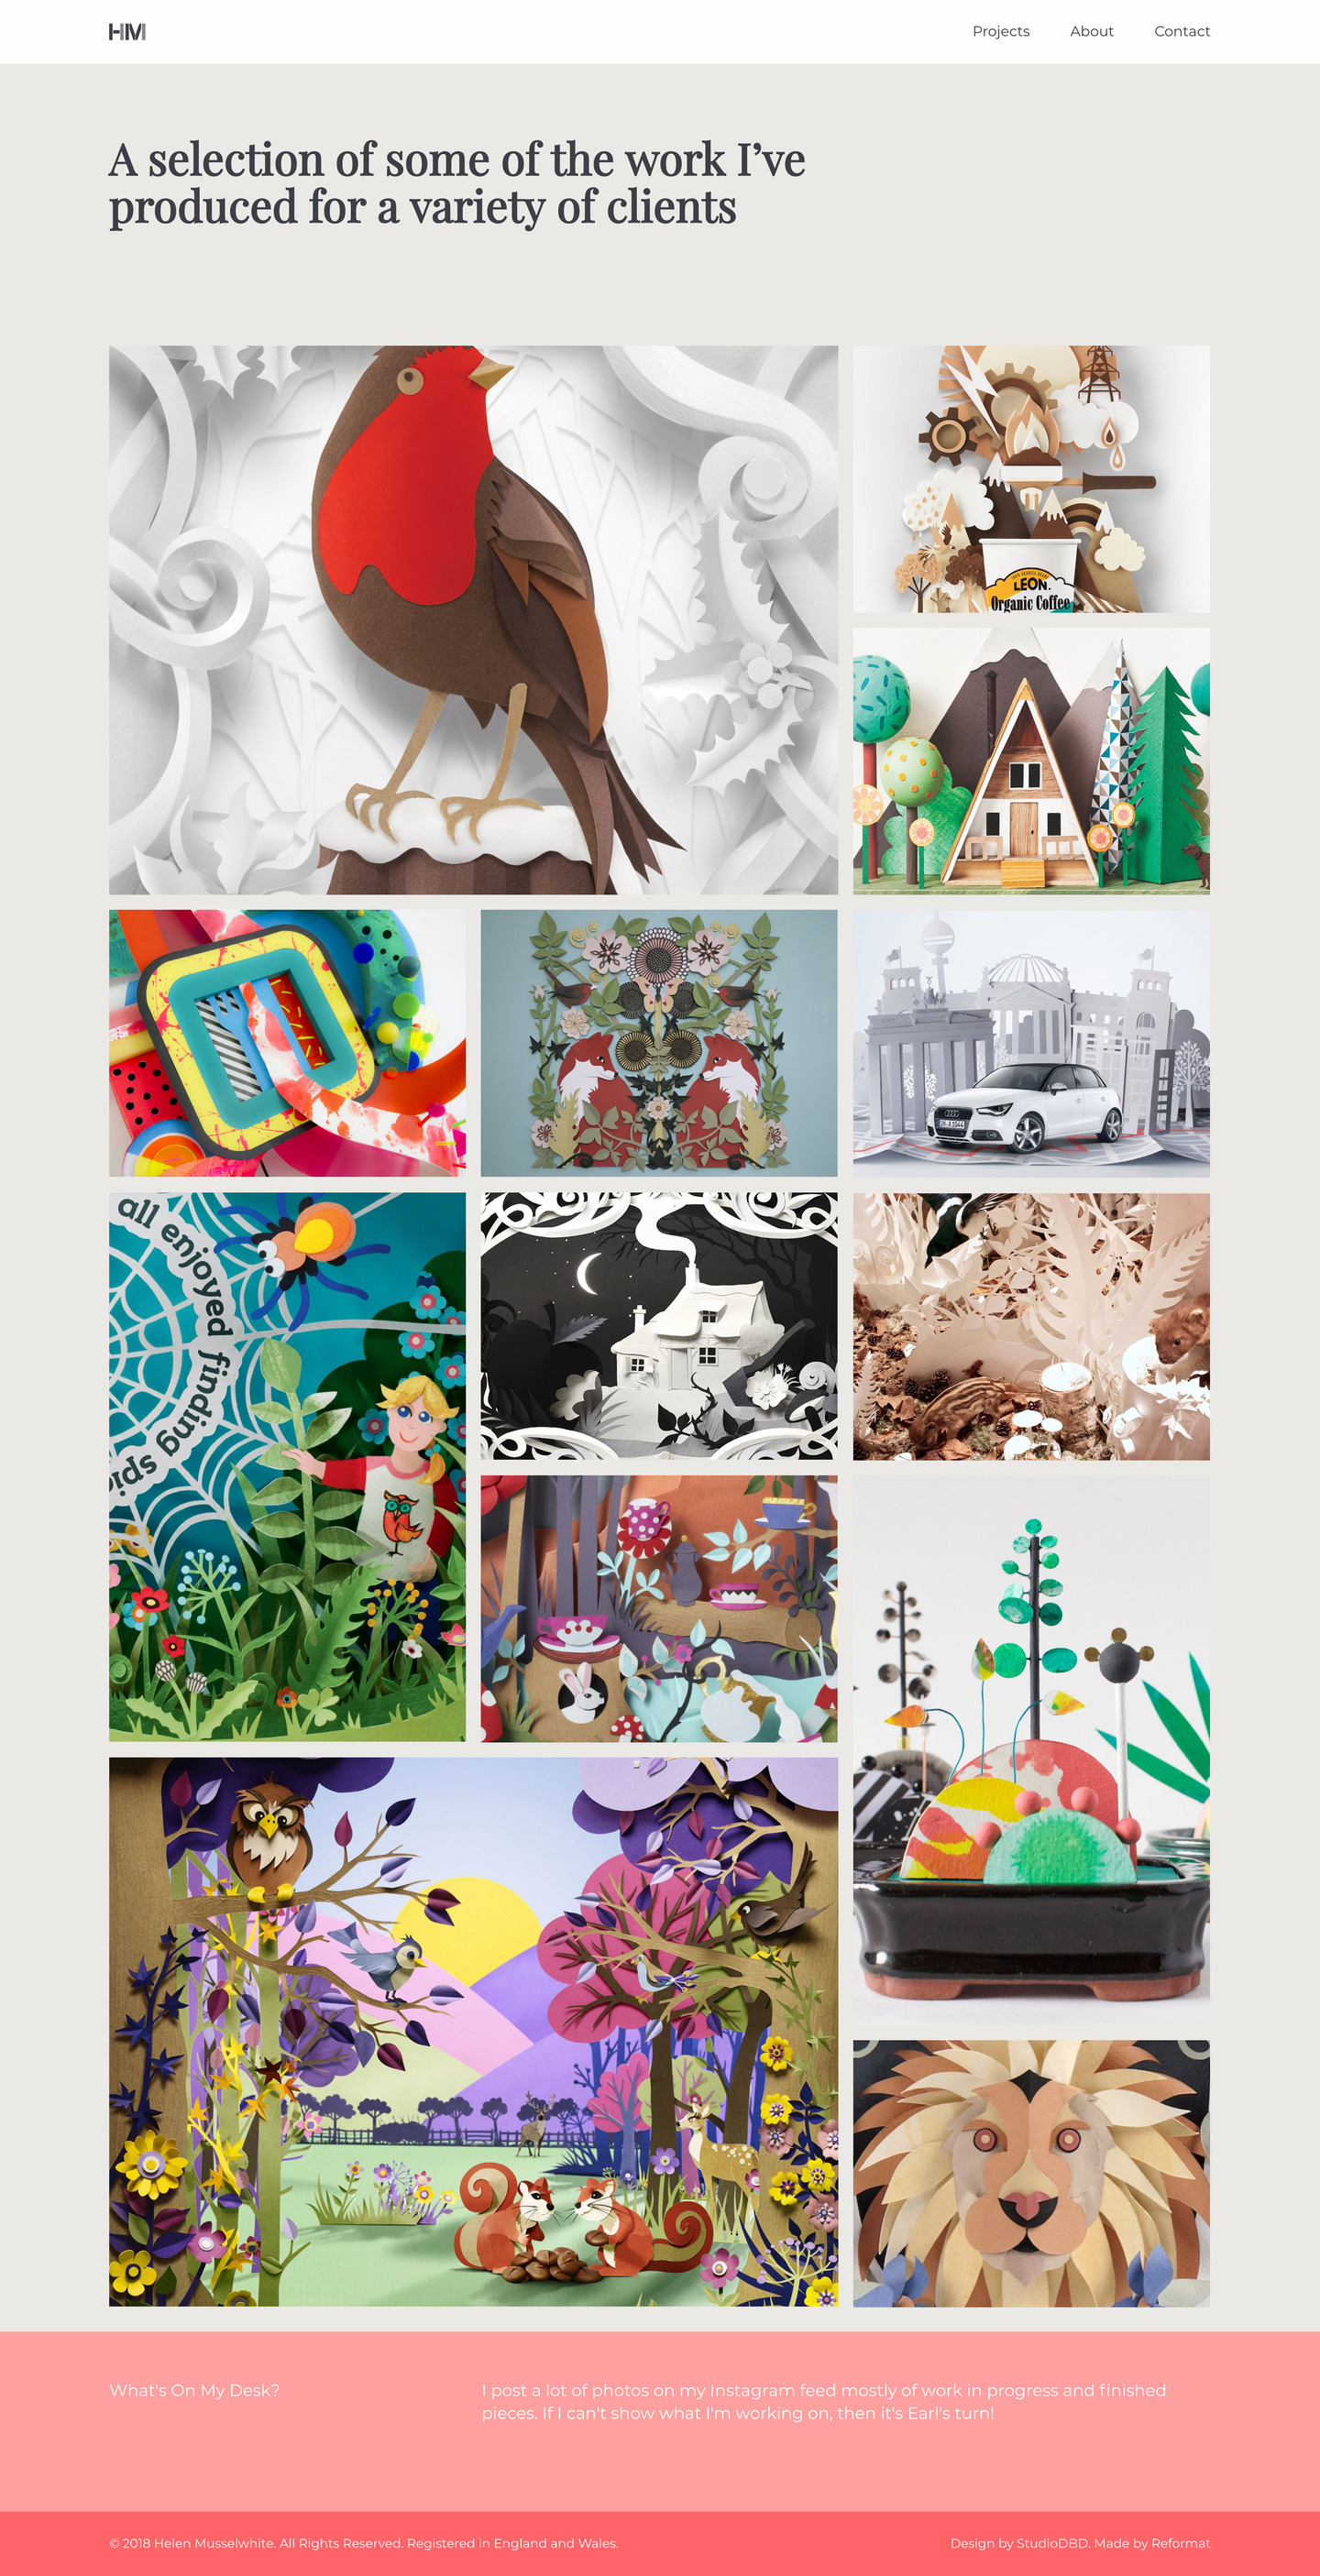 HM
Projects
About
Contact
A selection of some of the work I’ve
produced for a variety of clients
LEON.
Organic Coffee
all enjoyed finding spi
What's On My Desk?
I post a lot of photos on my Instagram feed mostly of work in progress and finished
pieces. If I can't show what I'm working on, then it's Earl's turn!
© 2018 Helen Musselwhite. All Rights Reserved. Registered in England and Wales.
Design by StudioDBD. Made by Reformat